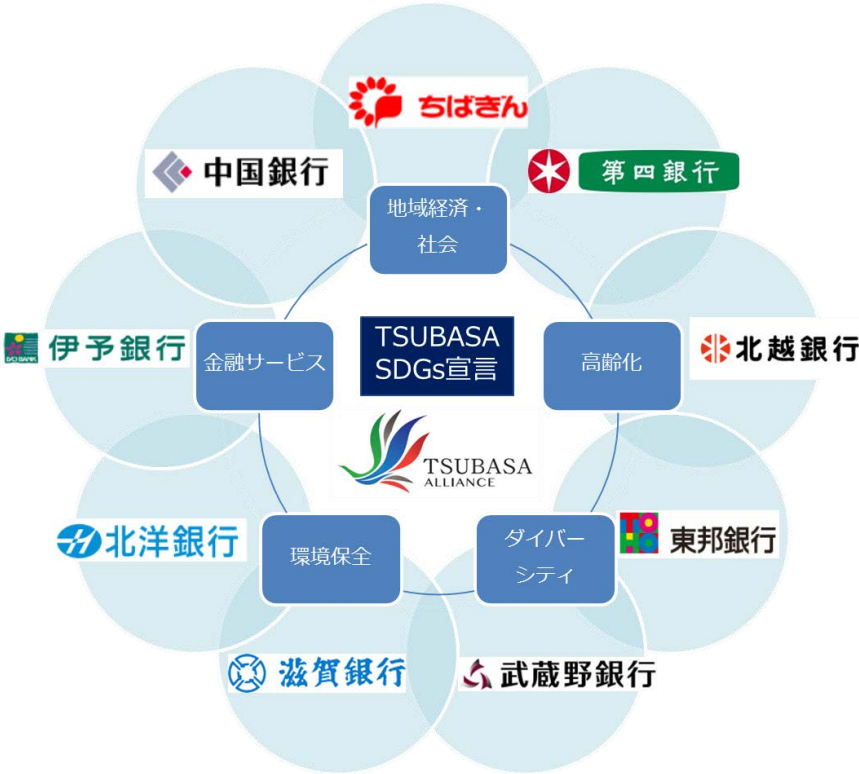 ちばぎん
中国銀行
第四銀行
地域経済・
社会
伊予銀行
IYO BANK
金融サービス
TSUBASA
SDGs宣言
高齢化
北越銀行
TSUBASA
ALLIANCE
北洋銀行
環境保全
ダイバー
シティ
TOHO
東邦銀行
滋賀銀行
武蔵野銀行